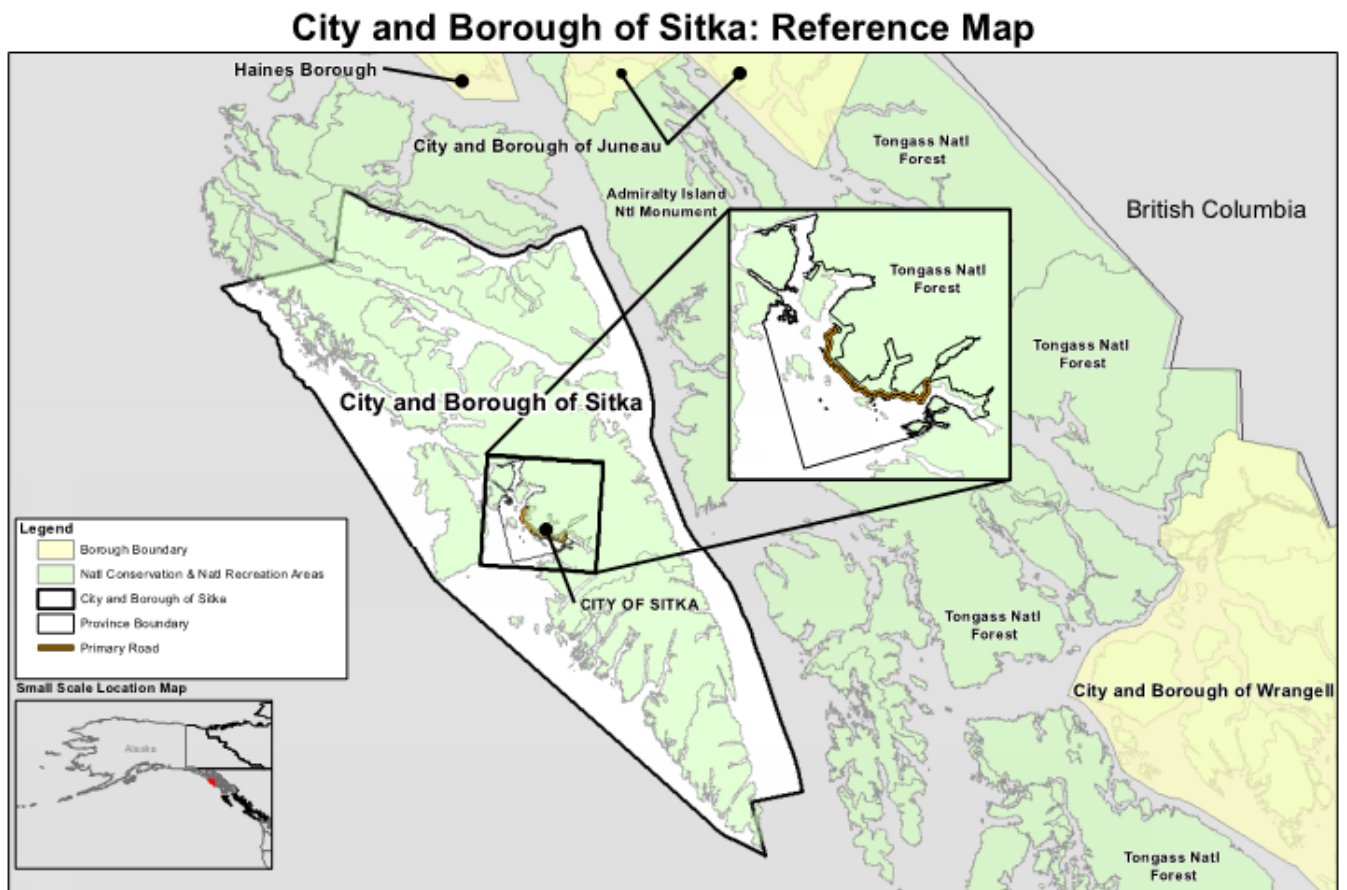 City and Borough of Sitka: Reference Map
Haines Borough
City and Borough of Juneau
Tongass Natl
Forest
Admiralty Island
Ntl Monument
British Columbia
Tongass Natl
Forest
Tongass Natl
Forest
City and Borough of Sitka
CITY OF SITKA
Tongass Natl
Forest
City and Borough of Wrangell
Tongass Natl
Forest
Legend
Borough Boundary
Natl Conservation & Natl Recreation Areas
City and Borough of Sitka
Province Boundary
Primary Road
Small Scale Location Map
Alaska